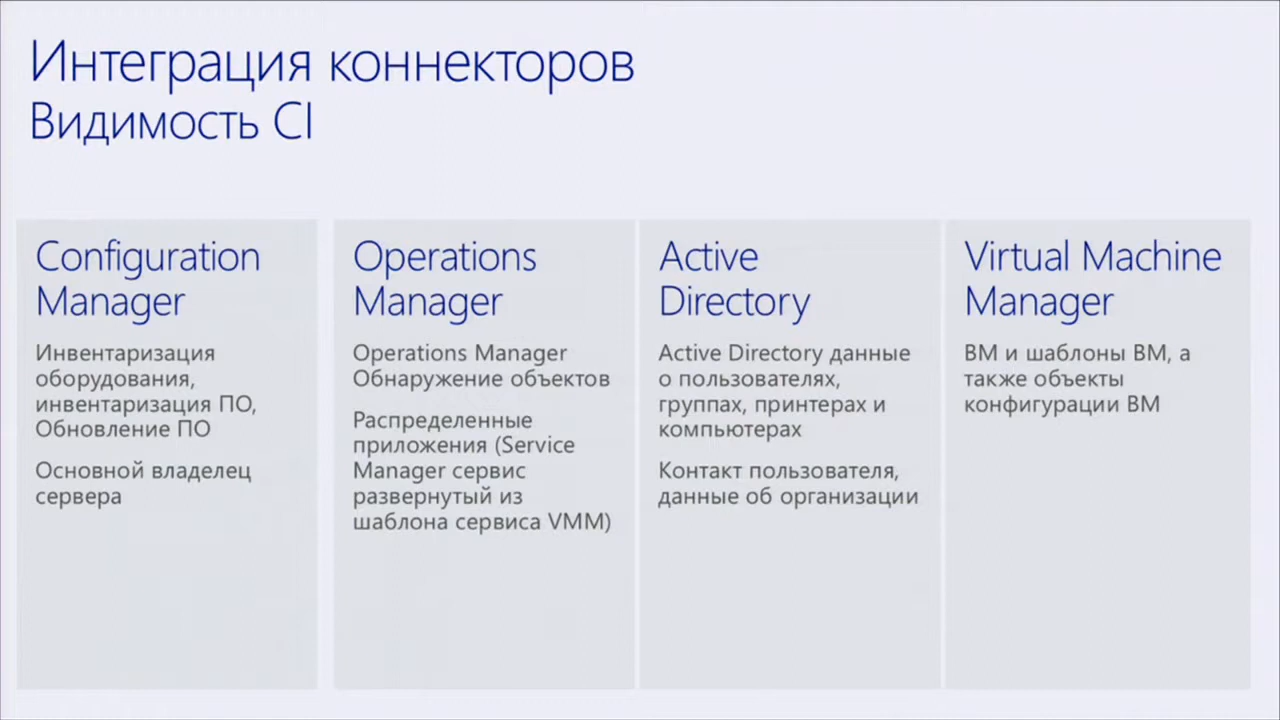 Интеграция коннекторов
Видимость CI
Configuration
Manager
Инвентаризация
оборудования,
инвентаризация ПО,
Обновление ПО
Основной владелец
сервера
Operations
Manager
Operations Manager
Обнаружение объектов
Распределенные
приложения (Service
Manager сервис
развернутый из
шаблона сервиса VMM)
Active
Directory
Active Directory данные
о пользователях,
группах, принтерах и
компьютерах
Контакт пользователя,
данные об организации
Virtual Machine
Manager
ВМ и шаблоны ВМ, а
также объекты
конфигурации ВМ